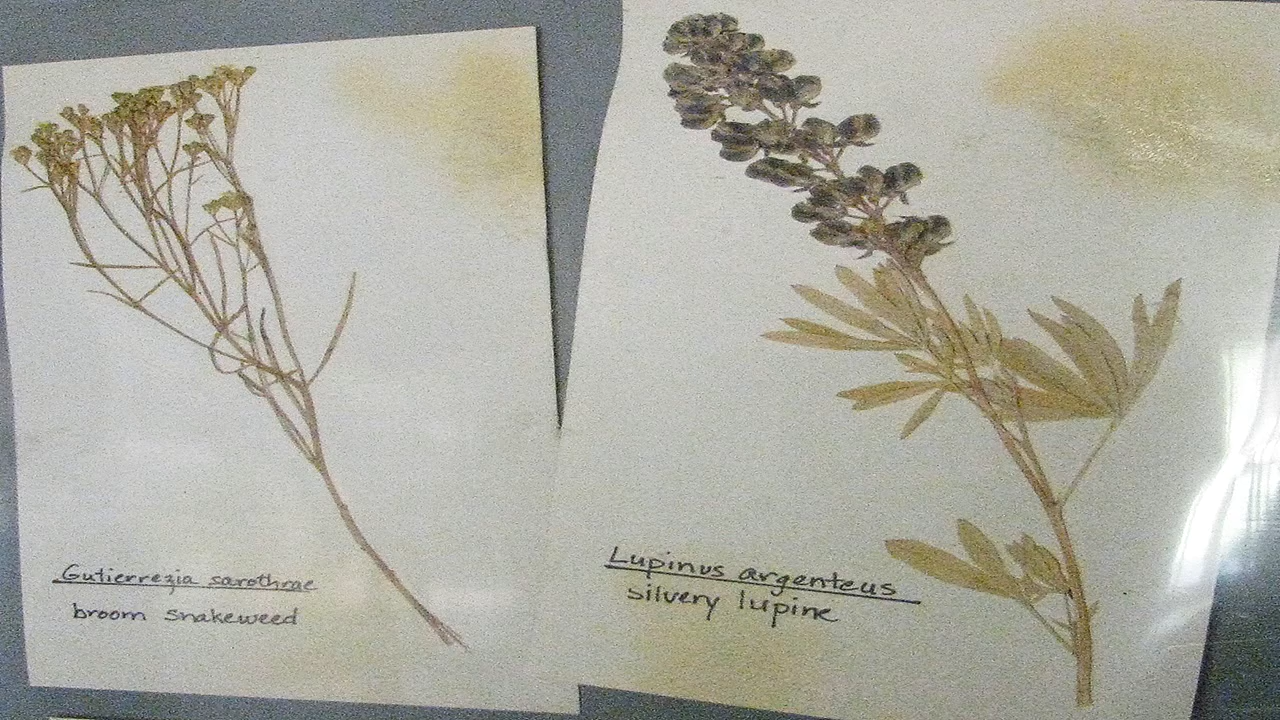 Gutierrezia sarothrae
broom snakeweed
Lupinus argenteus
silvery lupine